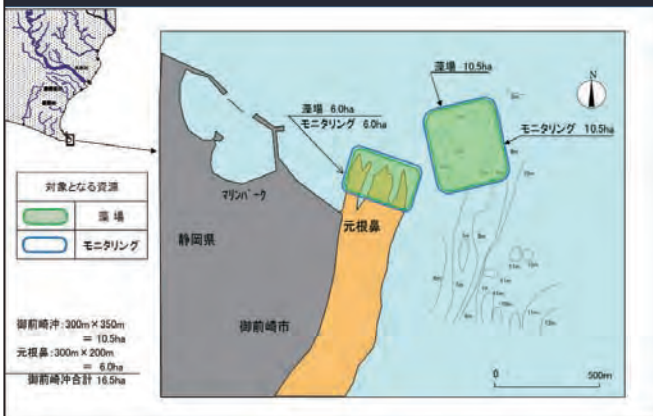 藻場 10.5ha
N
藻場 6.0ha
モニタリング 6.0ha
モニタリング 10.5ha
マリンパーク
元根鼻
静岡県
御前崎市
対象となる資源
藻場
モニタリング
御前崎沖:300m×350m
= 10.5ha
元根鼻:300m×200m
= 6.0ha
御前崎沖合計 16.5ha
0 500m